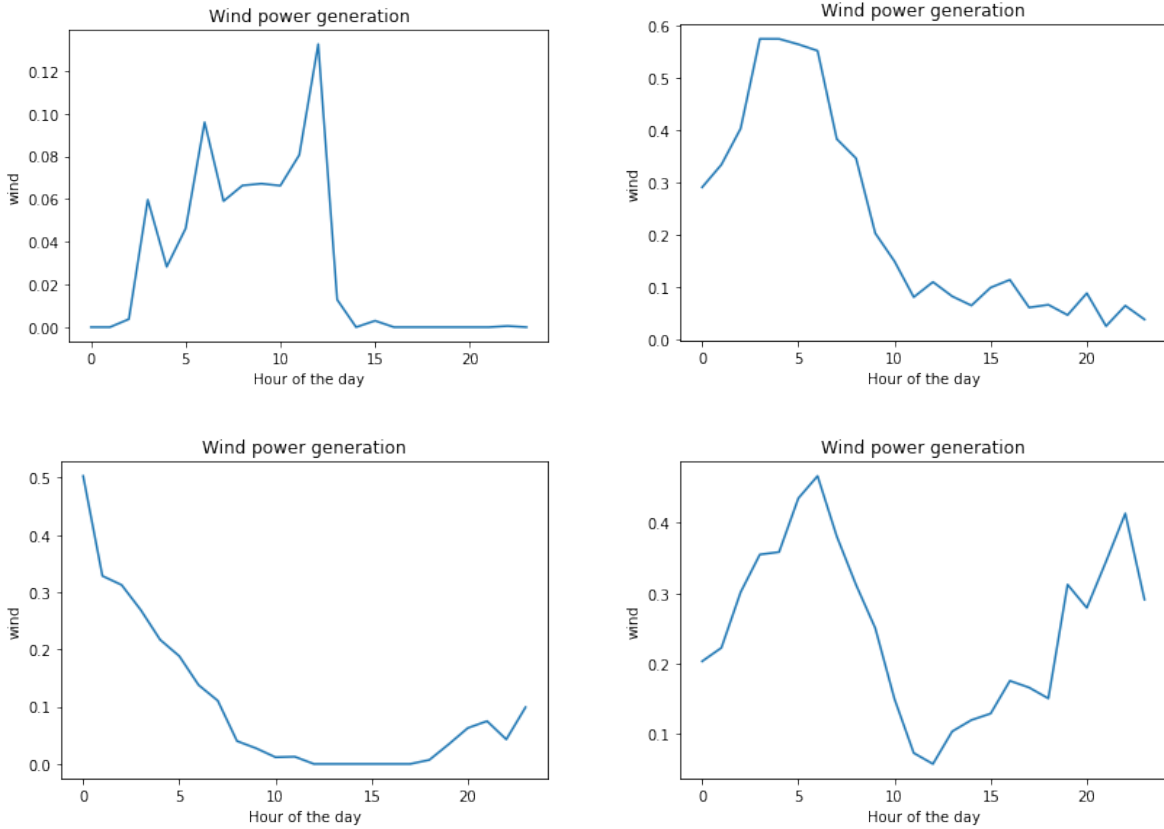 Wind power generation
0.12
0.10
0.08
0.06
0.04
0.02
0.00
wind
0 5 10 15 20
Hour of the day
Wind power generation
0.6
0.5
0.4
0.3
0.2
0.1
0.0
wind
0 5 10 15 20
Hour of the day
Wind power generation
0.5
0.4
0.3
0.2
0.1
0.0
wind
0 5 10 15 20
Hour of the day
Wind power generation
0.4
0.3
0.2
0.1
wind
0 5 10 15 20
Hour of the day